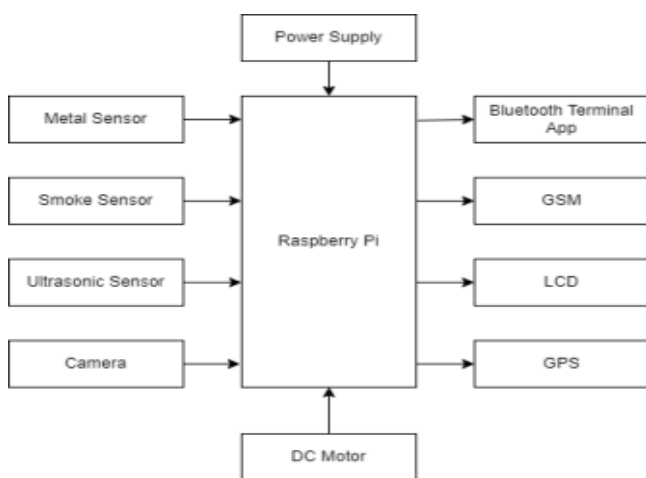 Power Supply
Metal Sensor
Bluetooth Terminal
App
Smoke Sensor
GSM
Raspberry Pi
Ultrasonic Sensor
LCD
Camera
GPS
DC Motor